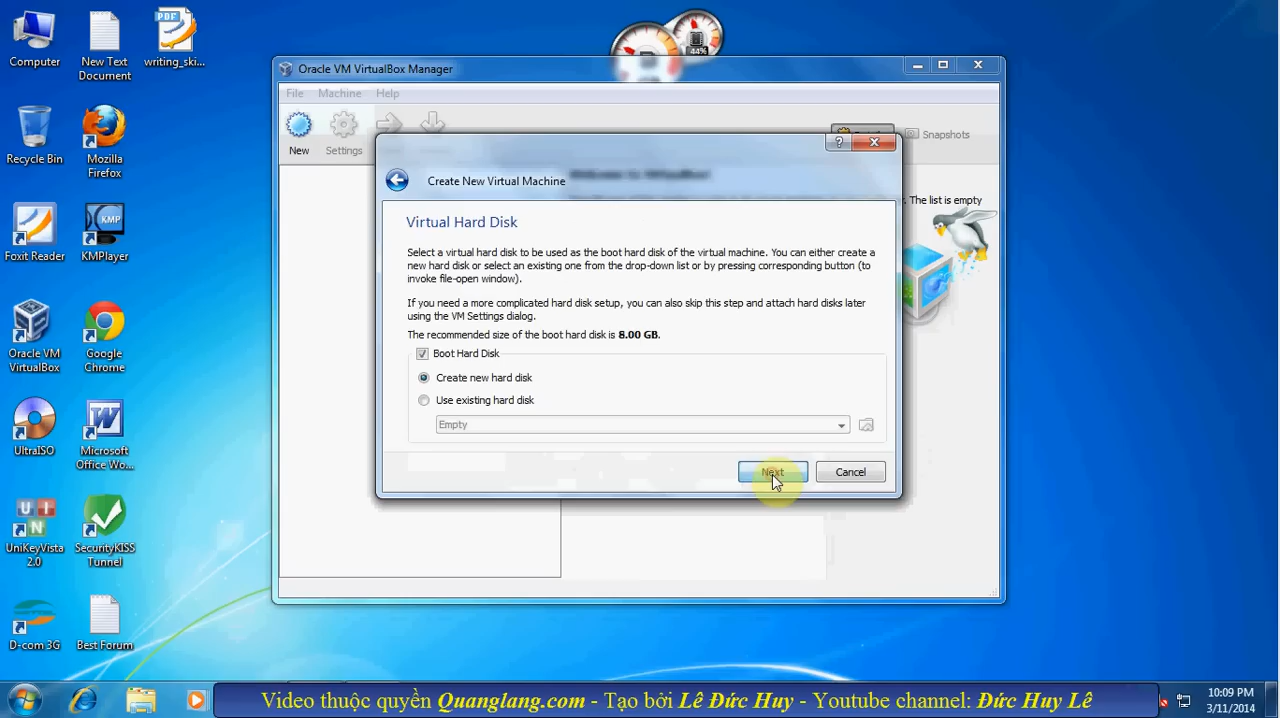 Computer
New Text
Document
PDF
writing_ski...
44%
Recycle Bin
Mozilla
Firefox
Foxit Reader
KMP
KMPlayer
Oracle VM
VirtualBox
Google
Chrome
UltraISO
Microsoft
Office Wo...
U I
N
UniKeyVista
2.0
SecurityKISS
Tunnel
D-com 3G
Best Forum
Oracle VM VirtualBox Manager
File Machine Help
New
Settings
Snapshots
Welcome to VirtualBox!
The list is empty
?
Create New Virtual Machine
Virtual Hard Disk
Select a virtual hard disk to be used as the boot hard disk of the virtual machine. You can either create a
new hard disk or select an existing one from the drop-down list or by pressing corresponding button (to
invoke file-open window).
If you need a more complicated hard disk setup, you can also skip this step and attach hard disks later
using the VM Settings dialog.
The recommended size of the boot hard disk is 8.00 GB.
Boot Hard Disk
Create new hard disk
Use existing hard disk
Empty
Next
Cancel
Video thuộc quyền Quanglang.com - Tạo bởi Lê Đức Huy - Youtube channel: Đức Huy Lê
10:09 PM
3/11/2014